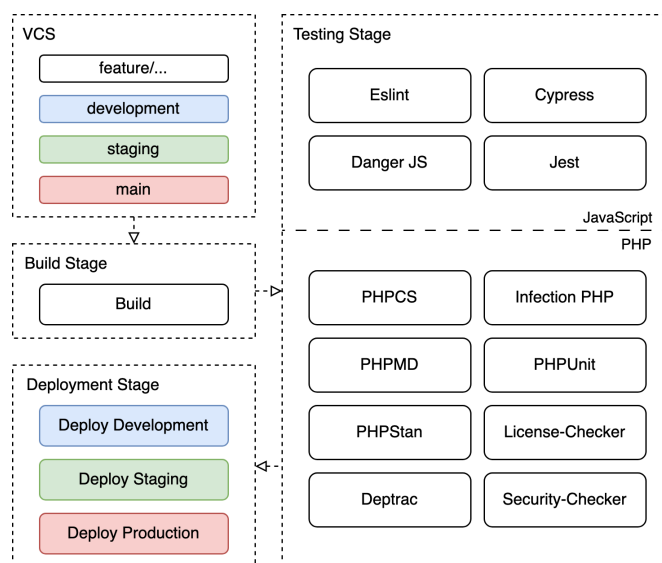 VCS
feature/...
development
staging
main
Build Stage
Build
Deployment Stage
Deploy Development
Deploy Staging
Deploy Production
Testing Stage
Eslint
Cypress
Danger JS
Jest
JavaScript
PHP
PHPCS
Infection PHP
PHPMD
PHPUnit
PHPStan
License-Checker
Deptrac
Security-Checker